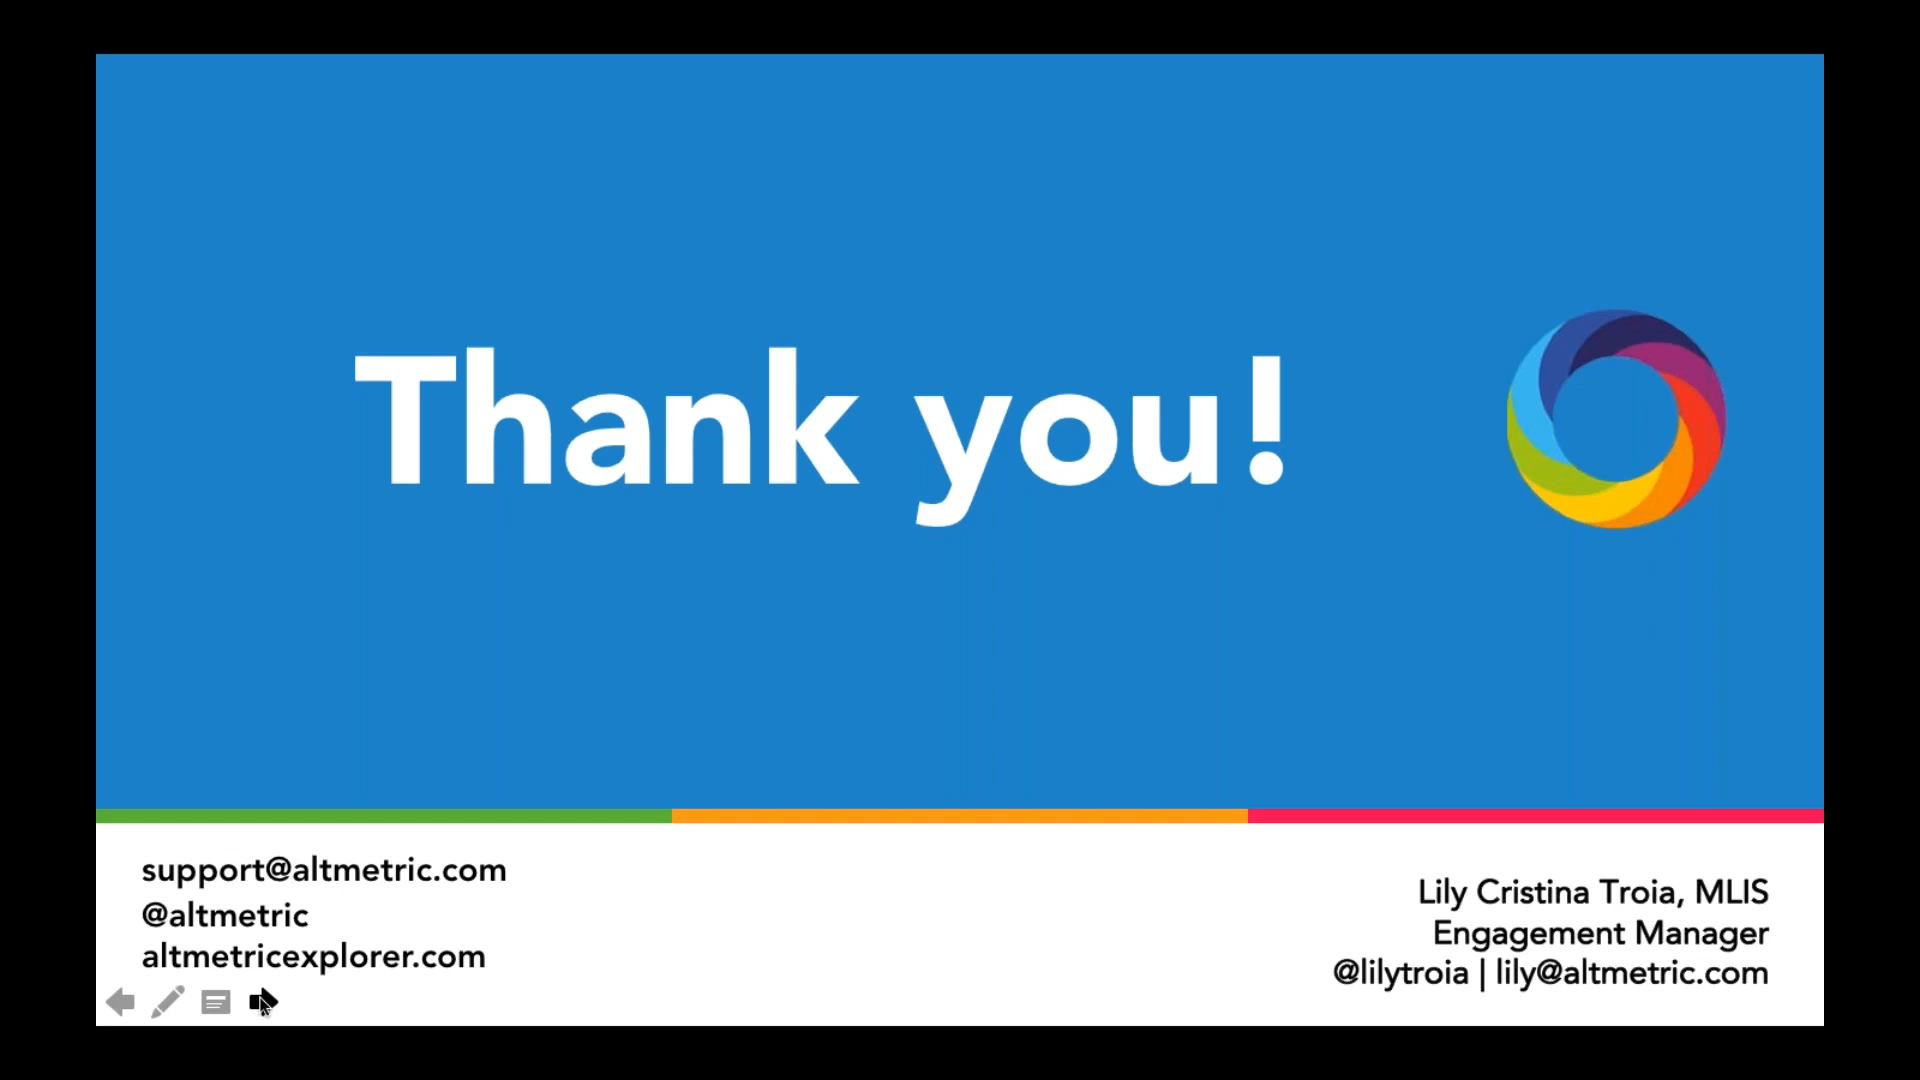 Thank you!
support@altmetric.com
@altmetric
altmetricexplorer.com
Lily Cristina Troia, MLIS
Engagement Manager
@lilytroia | lily@altmetric.com